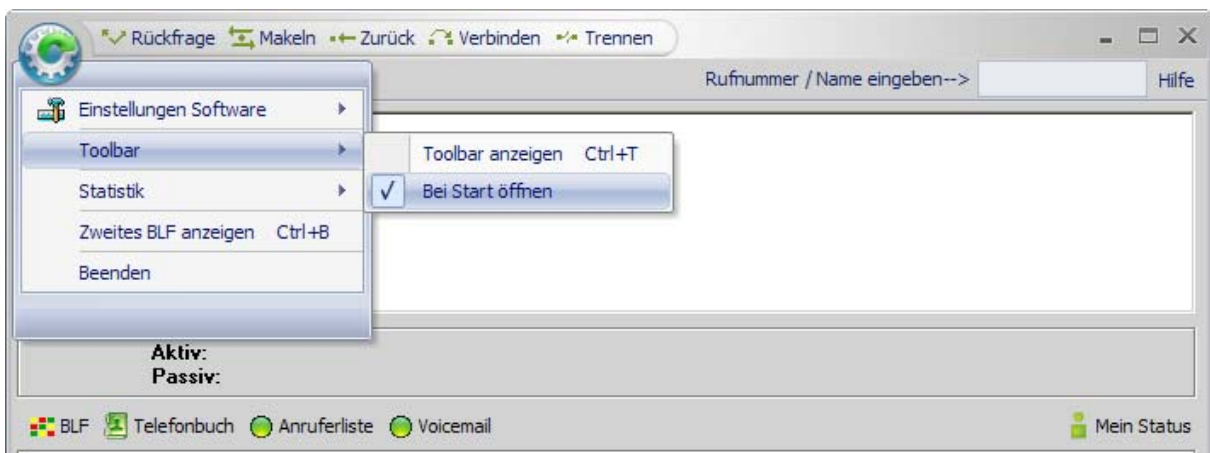 Rückfrage Makeln Zurück Verbinden Trennen
Rufnummer / Name eingeben--> Hilfe
Einstellungen Software
Toolbar
Toolbar anzeigen Ctrl+T
Statistik
Bei Start öffnen
Zweites BLF anzeigen Ctrl+B
Beenden
Aktiv:
Passiv:
BLF Telefonbuch Anruferliste Voicemail Mein Status